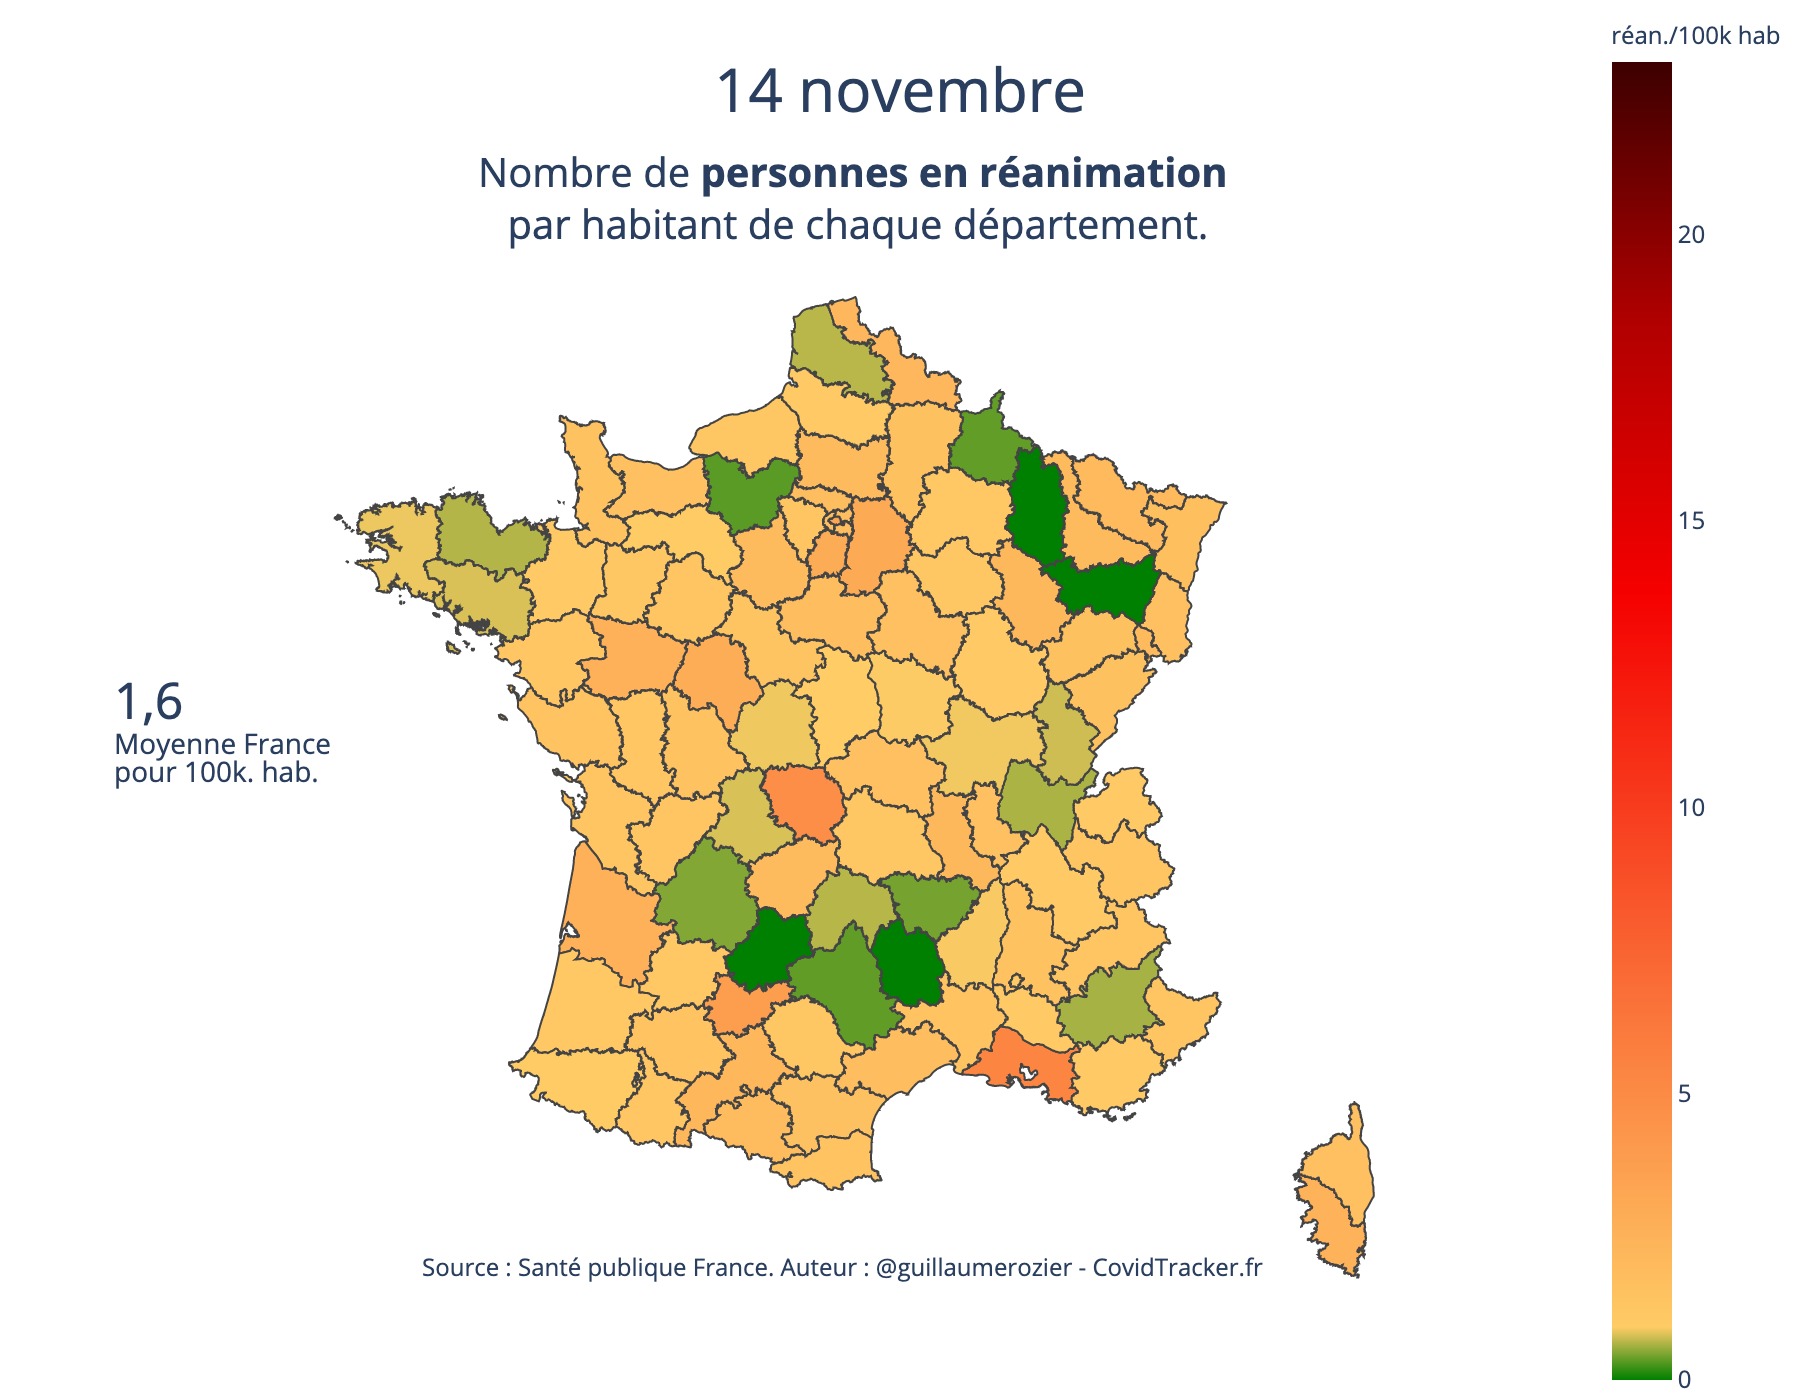 réan./100k hab
14 novembre
Nombre de personnes en réanimation
par habitant de chaque département.
20
15
1,6
Moyenne France
pour 100k. hab.
10
5
Source : Santé publique France. Auteur : @guillaumerozier - CovidTracker.fr
0